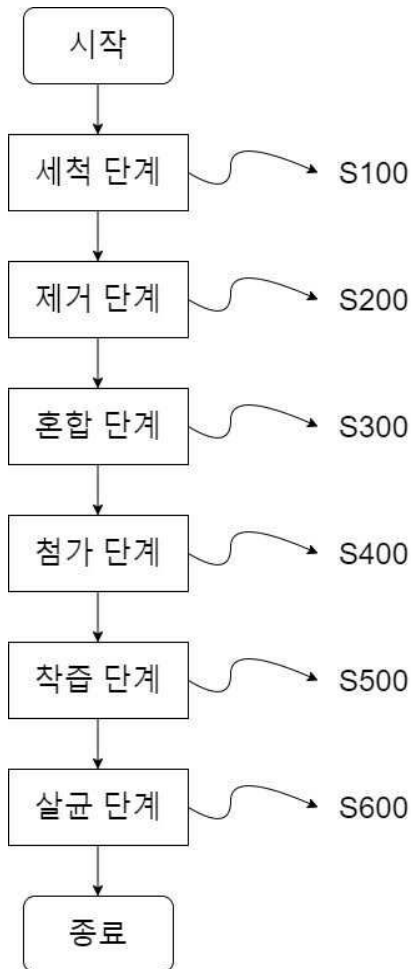 시작
세척 단계 S100
제거 단계 S200
혼합 단계 S300
첨가 단계 S400
착즙 단계 S500
살균 단계 S600
종료